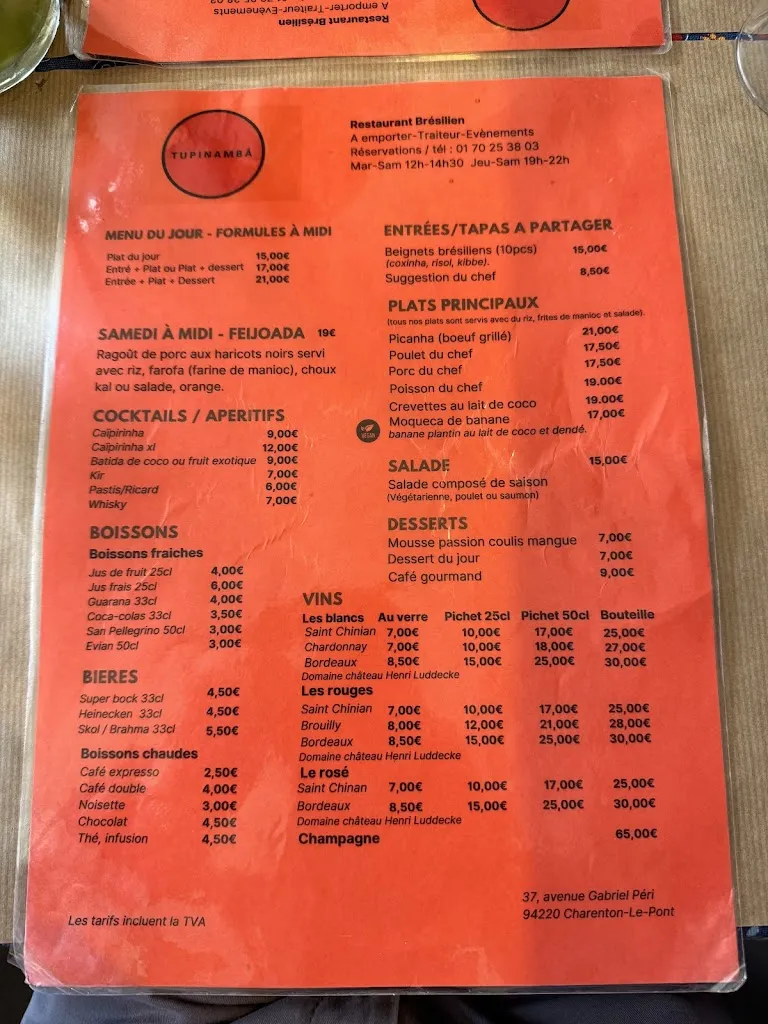 Restaurant Brésilien
A emporter-Traiteur-Evènements
TUPINAMBÁ
Restaurant Brésilien
A emporter-Traiteur-Evènements
Réservations / tél : 01 70 25 38 03
Mar-Sam 12h-14h30 Jeu-Sam 19h-22h
MENU DU JOUR - FORMULES À MIDI
Plat du jour 15,00€
Entré + Plat ou Plat + dessert 17,00€
Entrée + Plat + Dessert 21,00€
SAMEDI À MIDI - FEIJOADA 19€
Ragoût de porc aux haricots noirs servi
avec riz, farofa (farine de manioc), choux
kal ou salade, orange.
COCKTAILS / APERITIFS
Caïpirinha 9,00€
Caïpirinha xl 12,00€
Batida de coco ou fruit exotique 9,00€
Kir 7,00€
Pastis/Ricard 6,00€
Whisky 7,00€
BOISSONS
Boissons fraiches
Jus de fruit 25cl 4,00€
Jus frais 25cl 6,00€
Guarana 33cl 4,00€
Coca-colas 33cl 3,50€
San Pellegrino 50cl 3,00€
Evian 50cl 3,00€
BIERES
Super bock 33cl 4,50€
Heinecken 33cl 4,50€
Skol / Brahma 33cl 5,50€
Boissons chaudes
Café expresso 2,50€
Café double 4,00€
Noisette 3,00€
Chocolat 4,50€
Thé, infusion 4,50€
ENTRÉES/TAPAS A PARTAGER
Beignets brésiliens (10pcs) 15,00€
(coxinha, risol, kibbe).
Suggestion du chef 8,50€
PLATS PRINCIPAUX
(tous nos plats sont servis avec du riz, frites de manioc et salade).
Picanha (boeuf grillé) 21,00€
Poulet du chef 17,50€
Porc du chef 17,50€
Poisson du chef 19.00€
Crevettes au lait de coco 19.00€
Moqueca de banane 17,00€
VEGAN
banane plantin au lait de coco et dendé.
SALADE 15,00€
Salade composé de saison
(Végétarienne, poulet ou saumon)
DESSERTS
Mousse passion coulis mangue 7,00€
Dessert du jour 7,00€
Café gourmand 9,00€
VINS
Les blancs Au verre Pichet 25cl Pichet 50cl Bouteille
Saint Chinian 7,00€ 10,00€ 17,00€ 25,00€
Chardonnay 7,00€ 10,00€ 18,00€ 27,00€
Bordeaux 8,50€ 15,00€ 25,00€ 30,00€
Domaine château Henri Luddecke
Les rouges
Saint Chinian 7,00€ 10,00€ 17,00€ 25,00€
Brouilly 8,00€ 12,00€ 21,00€ 28,00€
Bordeaux 8,50€ 15,00€ 25,00€ 30,00€
Domaine château Henri Luddecke
Le rosé
Saint Chinan 7,00€ 10,00€ 17,00€ 25,00€
Bordeaux 8,50€ 15,00€ 25,00€ 30,00€
Domaine château Henri Luddecke
Champagne 65,00€
Les tarifs incluent la TVA
37, avenue Gabriel Péri
94220 Charenton-Le-Pont